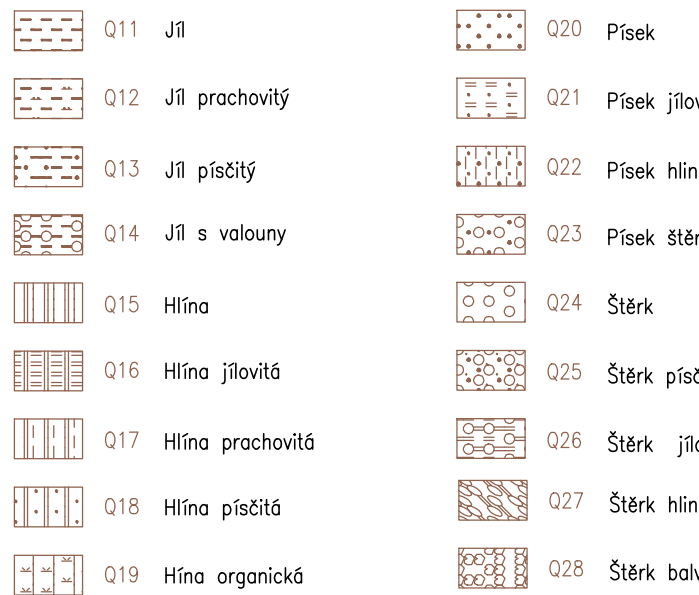 Q11 Jíl
Q12 Jíl prachovitý
Q13 Jíl písčitý
Q14 Jíl s valouny
Q15 Hlína
Q16 Hlína jílovitá
Q17 Hlína prachovitá
Q18 Hlína písčitá
Q19 Hína organická
Q20 Písek
Q21 Písek
Q22 Písek
Q23 Písek
Q24 Štěrk
Q25 Štěrk
Q26 Štěrk
Q27 Štěrk
Q28 Štěrk